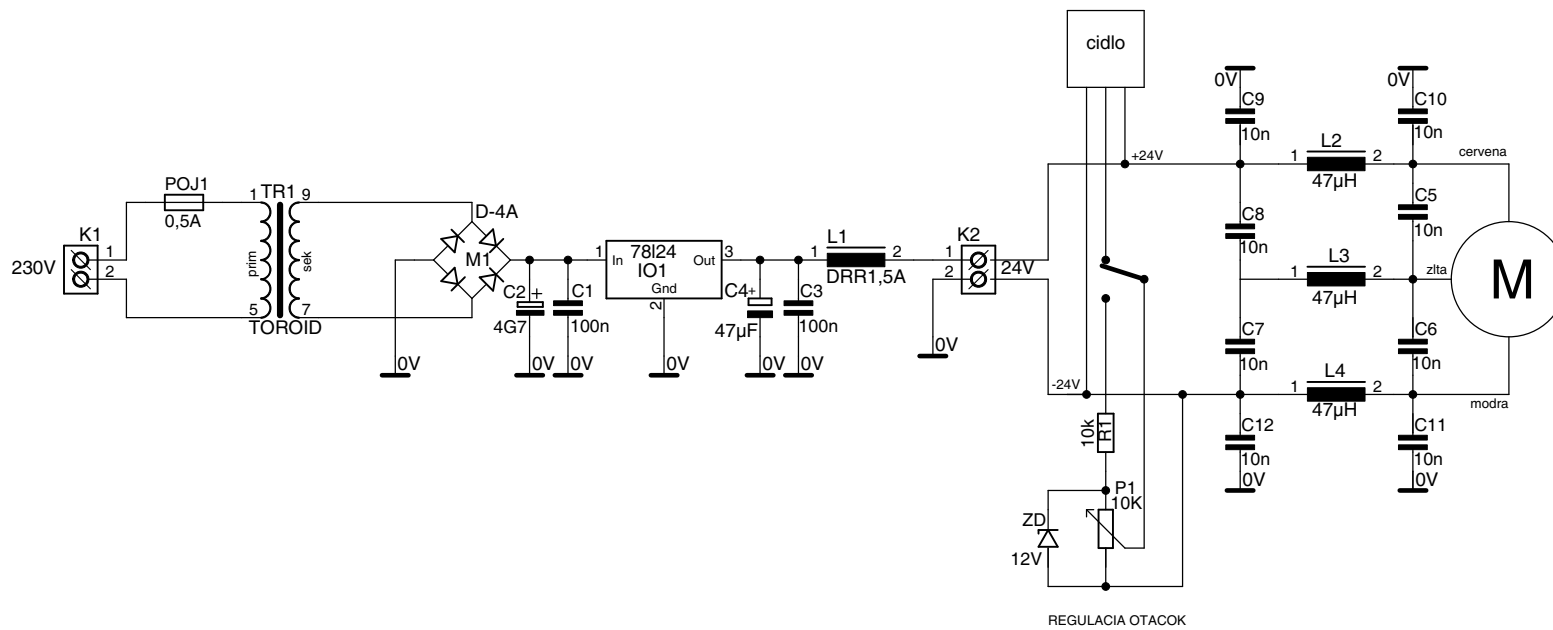 cidlo
0V
C9
10n
0V
C10
10n
+24V
1
L2
2
47µH
cervena
POJ1
0,5A
1
TR1
9
D-4A
C8
10n
C5
10n
K1
1
2
230V
prim
sek
M1
1
In
78l24
IO1
Out
3
Gnd
2
1
L1
2
DRR1,5A
K2
1
2
24V
1
L3
2
47µH
zlta
M
5
7
TOROID
C2
+
4G7
C1
100n
C4
+
47µF
C3
100n
C7
10n
C6
10n
0V
0V
0V
0V
0V
0V
0V
-24V
1
L4
2
47µH
modra
10k
R1
C12
10n
0V
C11
10n
0V
P1
10K
ZD
12V
REGULACIA OTACOK